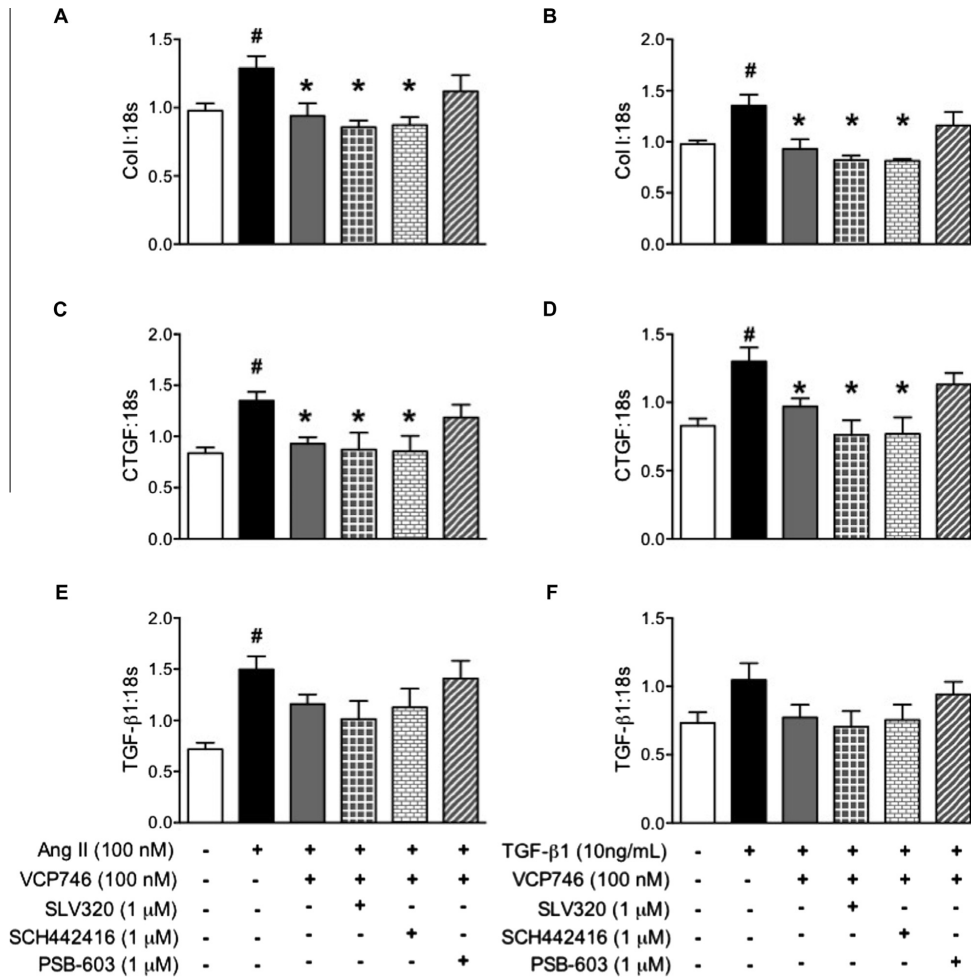 A
B
1.5
1.0
0.5
0.0
Col I:18s
#
*
*
*
2.0
1.5
1.0
0.5
0.0
Col I:18s
#
*
*
*
C
D
2.0
1.5
1.0
0.5
0.0
CTGF:18s
#
*
*
*
1.5
1.0
0.5
0.0
CTGF:18s
#
*
*
*
E
F
2.0
1.5
1.0
0.5
0.0
TGF-β1:18s
#
1.5
1.0
0.5
0.0
TGF-β1:18s
Ang II (100 nM) - + + + + +
VCP746 (100 nM) - - + + + +
SLV320 (1 μM) - - - + - -
SCH442416 (1 μM) - - - - + -
PSB-603 (1 μM) - - - - - +
TGF-β1 (10ng/mL) - + + + + +
VCP746 (100 nM) - - + + + +
SLV320 (1 μM) - - - + - -
SCH442416 (1 μM) - - - - + -
PSB-603 (1 μM) - - - - - +